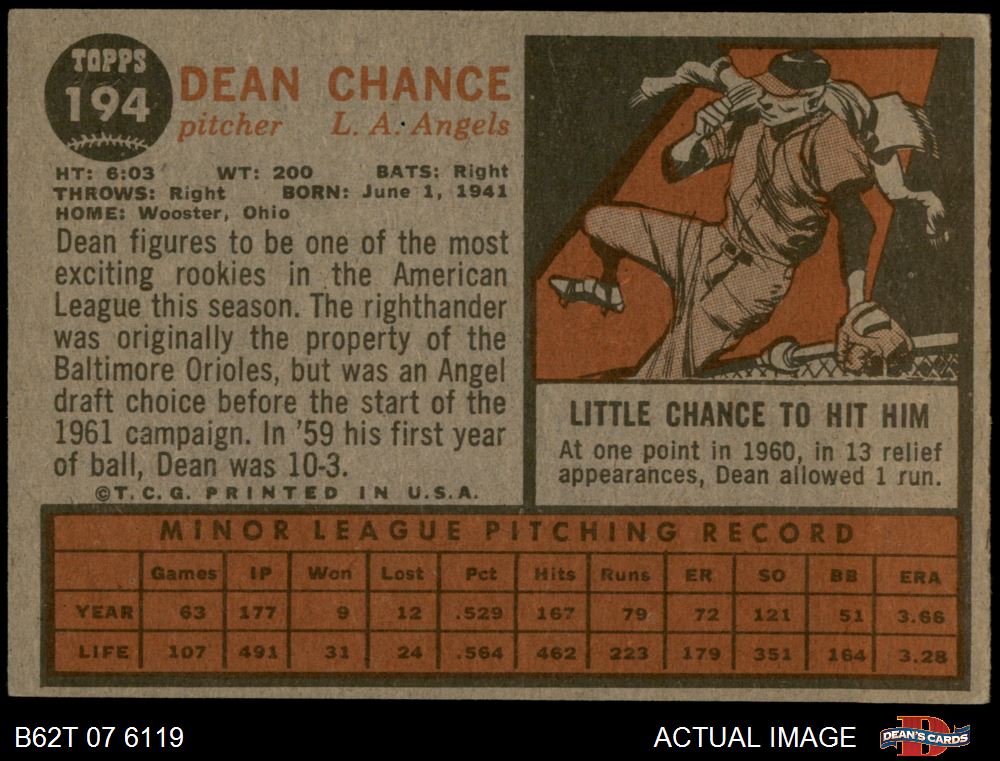 TOPPS
194
DEAN CHANCE
pitcher L. A. Angels
HT: 6:03 WT: 200 BATS: Right
THROWS: Right BORN: June 1, 1941
HOME: Wooster, Ohio
Dean figures to be one of the most
exciting rookies in the American
League this season. The righthander
was originally the property of the
Baltimore Orioles, but was an Angel
draft choice before the start of the
1961 campaign. In '59 his first year
of ball, Dean was 10-3.
©T.C.G. PRINTED IN U.S.A.
LITTLE CHANCE TO HIT HIM
At one point in 1960, in 13 relief
appearances, Dean allowed 1 run.
MINOR LEAGUE PITCHING RECORD
Games IP Won Lost Pct Hits Runs ER SO BB ERA
YEAR 63 177 9 12 .529 167 79 72 121 51 3.66
LIFE 107 491 31 24 .564 462 223 179 351 164 3.28
B62T 07 6119 ACTUAL IMAGE DEAN'S CARDS